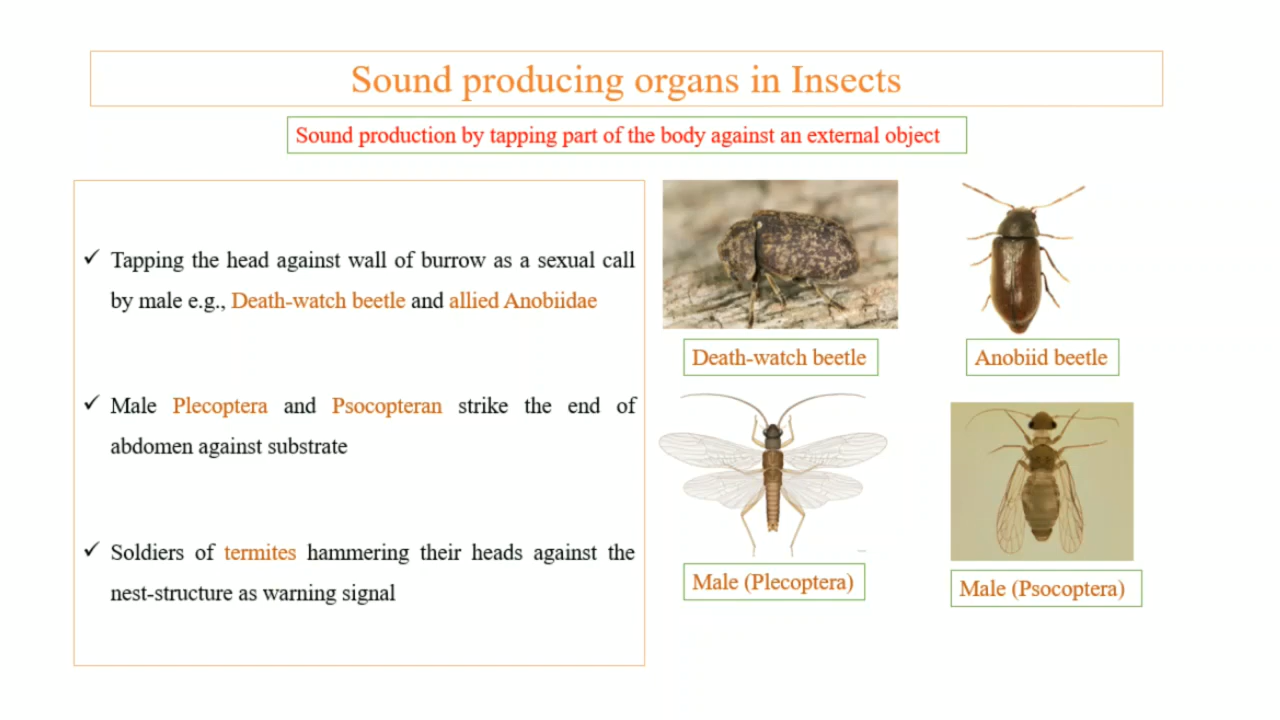 Sound producing organs in Insects
Sound production by tapping part of the body against an external object
✓ Tapping the head against wall of burrow as a sexual call
by male e.g., Death-watch beetle and allied Anobiidae
✓ Male Plecoptera and Psocopteran strike the end of
abdomen against substrate
✓ Soldiers of termites hammering their heads against the
nest-structure as warning signal
Death-watch beetle
Anobiid beetle
Male (Plecoptera)
Male (Psocoptera)